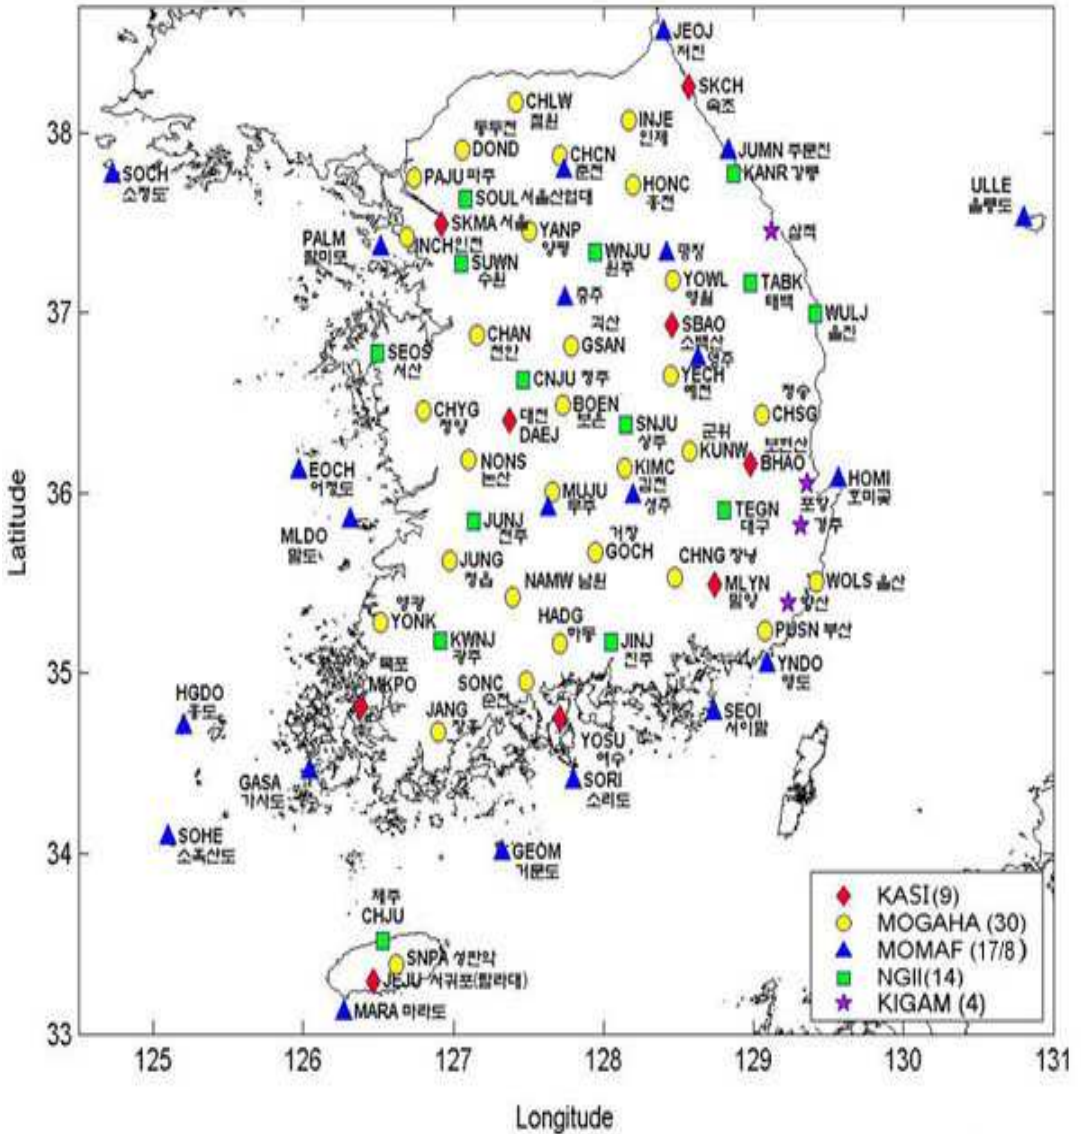 JEOJ
저진
SKCH
속초
CHLW
철원
INJE
인제
38
동두천
DOND
CHCN
춘천
JUMN 주문진
KANR 강릉
SOCH
소청도
PAJU 파주
HONC
홍천
ULLE
울릉도
SOUL 서울산업대
SKMA 서울
YANP
양평
삼척
PALM
팔미도
INCH 인천
SUWN
수원
WNJU
원주
평창
YOWL
영월
TABK
태백
37
충주
WULJ
울진
CHAN
천안
괴산
GSAN
SBAO
소백산
영주
SEOS
서산
YECH
예천
CNJU 청주
CHYG
청양
대전
DAEJ
BOEN
보은
SNJU
상주
청송
CHSG
군위
KUNW
보현산
BHAO
NONS
논산
KIMC
김천
EOCH
어청도
36
MUJU
무주
성주
HOMI
호미곶
포항
MLDO
말도
JUNJ
전주
TEGN
대구
경주
거창
GOCH
JUNG
정읍
CHNG 창녕
NAMW 남원
MLYN
밀양
WOLS 울산
양산
영광
YONK
HADG
하동
PUSN 부산
KWNJ
광주
JINJ
진주
35
YNDO
영도
목포
MKPO
SONC
순천
HGDO
홍도
JANG
장흥
YOSU
여수
SEOI
서이말
GASA
가사도
SORI
소리도
SOHE
소흑산도
34
GEOM
거문도
제주
CHJU
SNPA 성판악
JEJU 서귀포(탐라대)
MARA 마라도
33
KASI(9)
MOGAHA (30)
MOMAF (17/8)
NGII(14)
KIGAM (4)
125 126 127 128 129 130 131
Longitude
Latitude